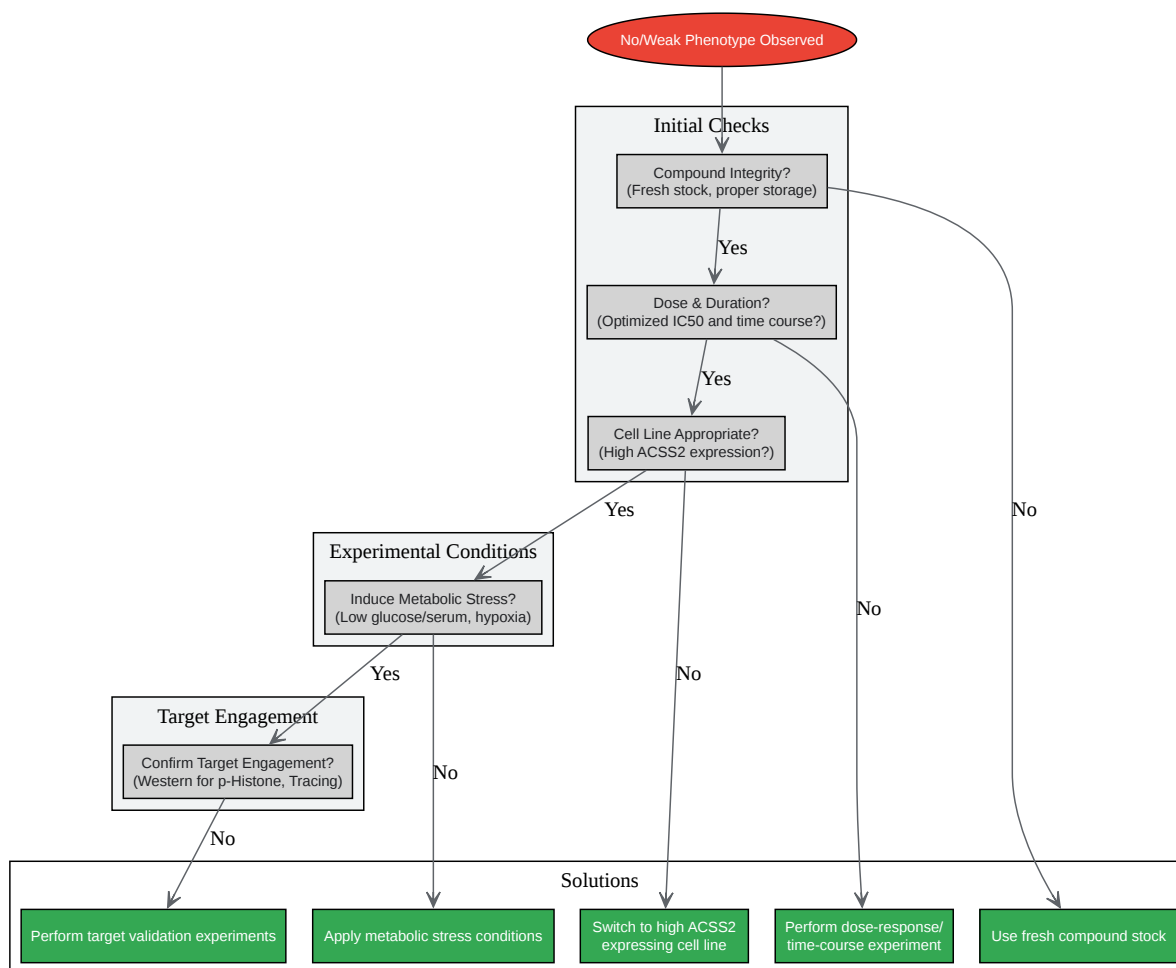 No/Weak Phenotype Observed
Initial Checks
Compound Integrity?
(Fresh stock, proper storage)
Yes
Dose & Duration?
(Optimized IC50 and time course?)
Yes
Cell Line Appropriate?
(High ACSS2 expression?)
Yes
No
Experimental Conditions
Induce Metabolic Stress?
(Low glucose/serum, hypoxia)
No
Yes
No
Target Engagement
Confirm Target Engagement?
(Western for p-Histone, Tracing)
No
No
Solutions
Perform target validation experiments
Apply metabolic stress conditions
Switch to high ACSS2
expressing cell line
Perform dose-response/
time-course experiment
Use fresh compound stock